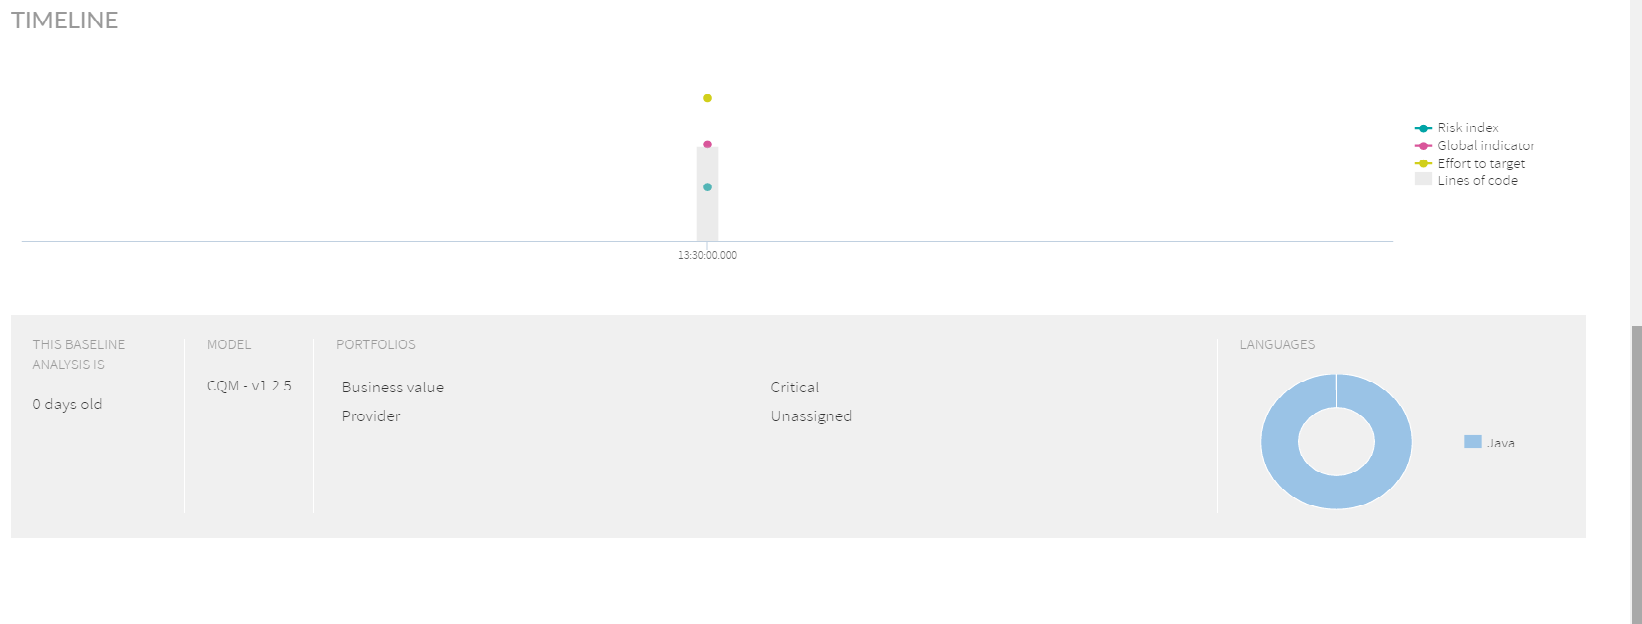 TIMELINE
Risk index
Global indicator
Effort to target
Lines of code
13:30:00.000
THIS BASELINE
ANALYSIS IS
0 days old
MODEL
CQM - v1.2.5
PORTFOLIOS
Business value Critical
Provider Unassigned
LANGUAGES
Java